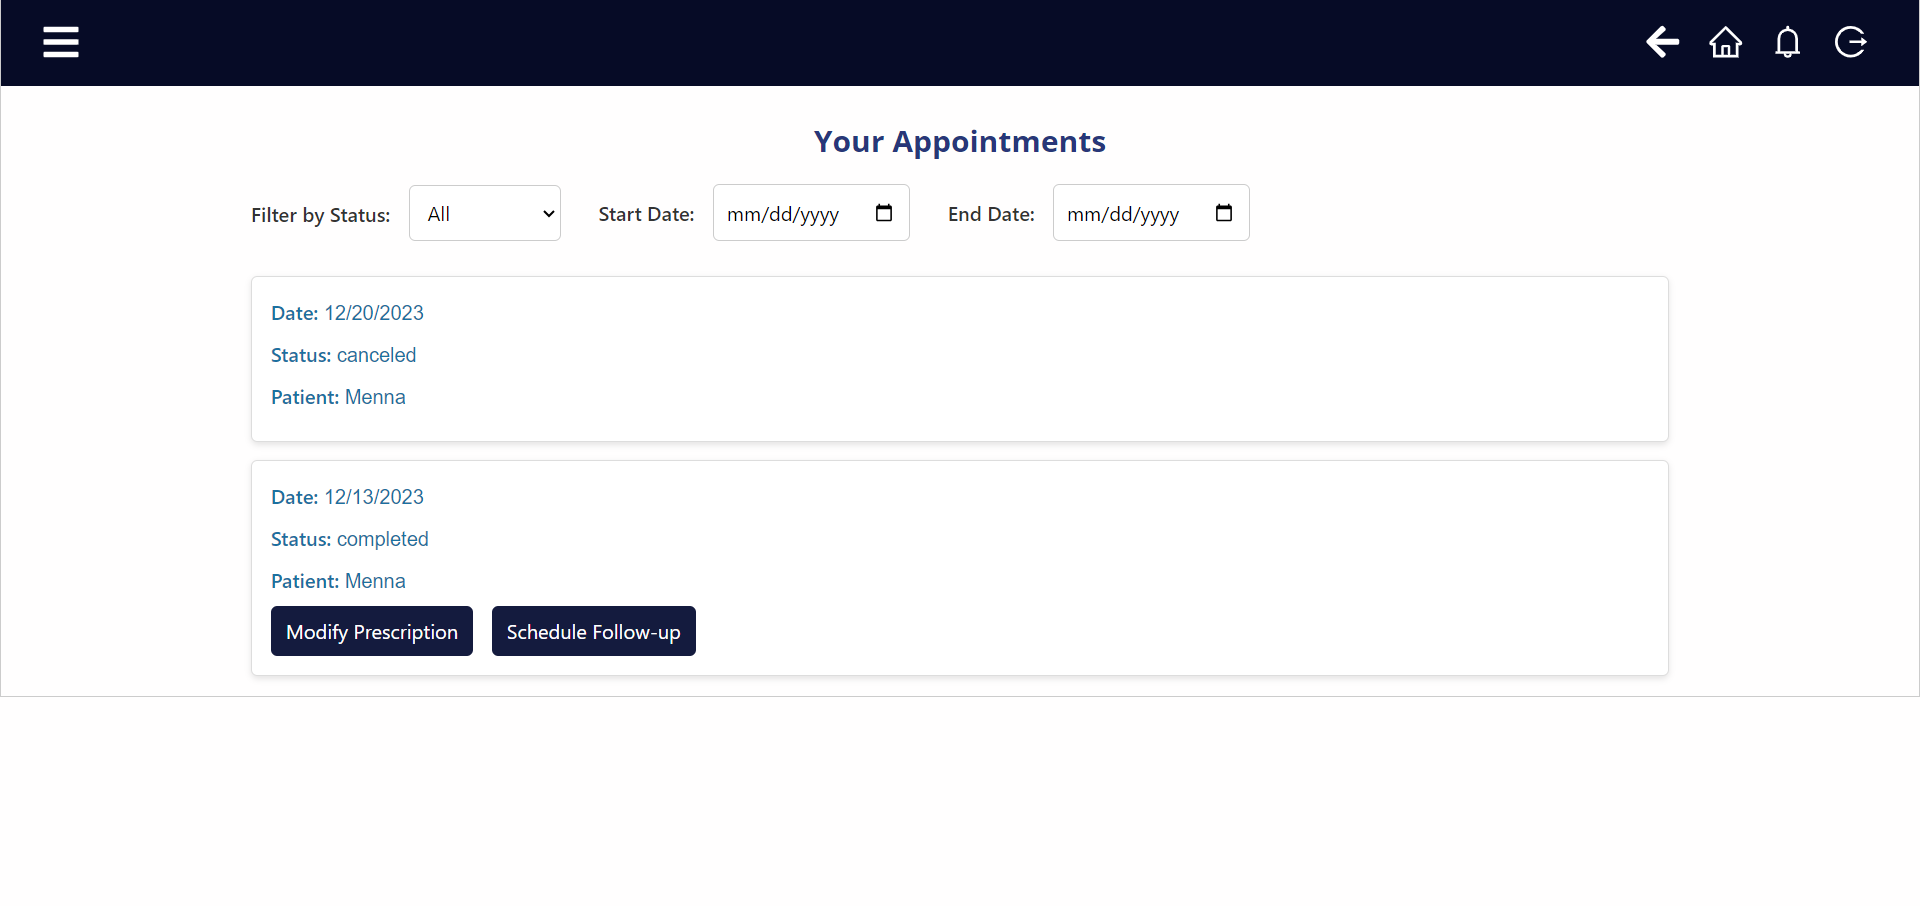 Your Appointments
Filter by Status: All Start Date: mm/dd/yyyy End Date: mm/dd/yyyy
Date: 12/20/2023
Status: canceled
Patient: Menna
Date: 12/13/2023
Status: completed
Patient: Menna
Modify Prescription Schedule Follow-up